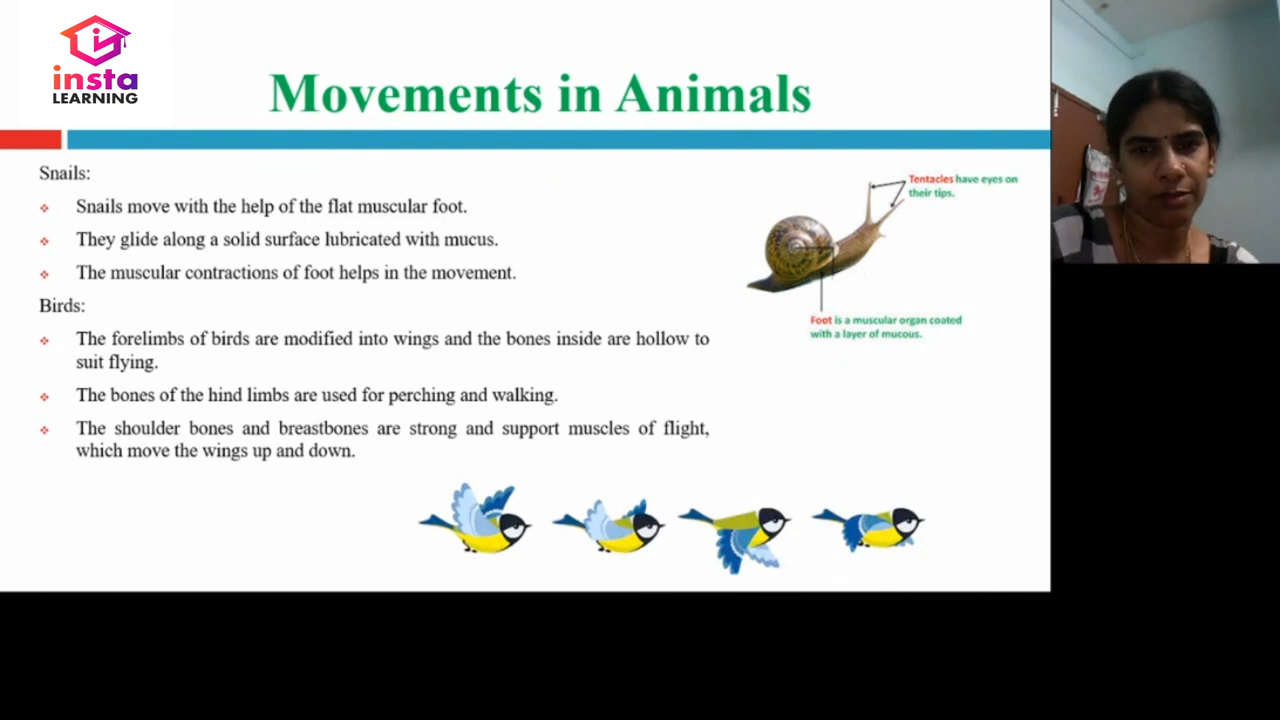 insta
LEARNING
Movements in Animals
Snails:
Snails move with the help of the flat muscular foot.
They glide along a solid surface lubricated with mucus.
The muscular contractions of foot helps in the movement.
Tentacles have eyes on
their tips.
Foot is a muscular organ coated
with a layer of mucous.
Birds:
The forelimbs of birds are modified into wings and the bones inside are hollow to
suit flying.
The bones of the hind limbs are used for perching and walking.
The shoulder bones and breastbones are strong and support muscles of flight,
which move the wings up and down.